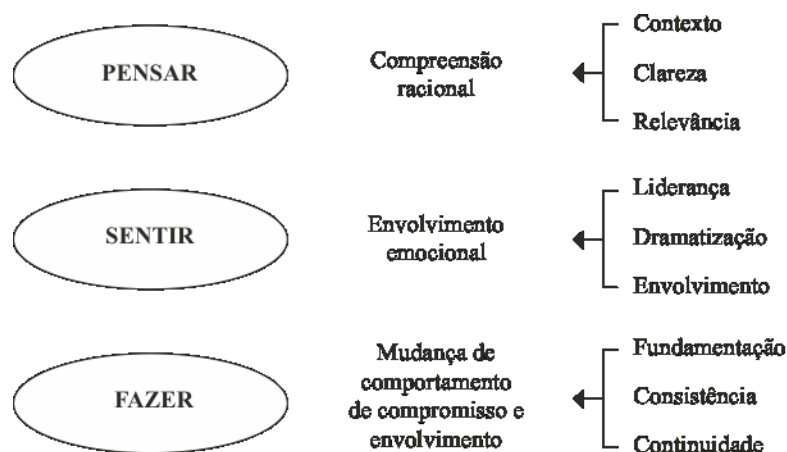 PENSAR
Compreensão
racional
Contexto
Clareza
Relevância
SENTIR
Envolvimento
emocional
Liderança
Dramatização
Envolvimento
FAZER
Mudança de
comportamento
de compromisso e
envolvimento
Fundamentação
Consistência
Continuidade